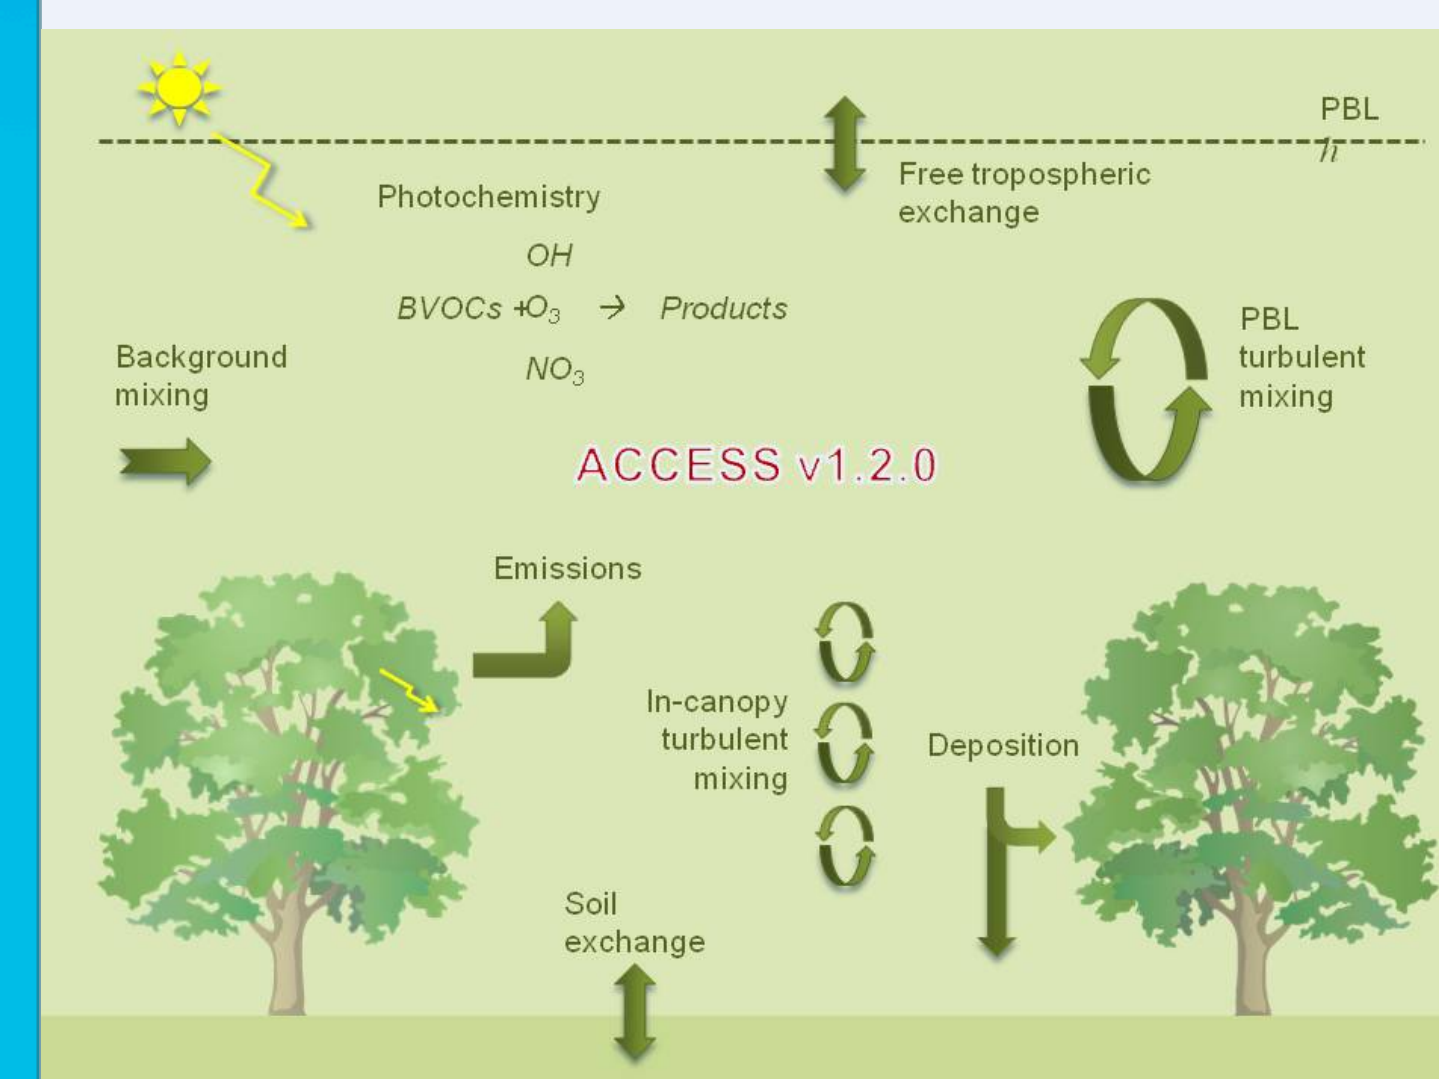 PBL
h
Free tropospheric
exchange
Photochemistry
OH
BVOCs +O₃ → Products
NO₃
Background
mixing
PBL
turbulent
mixing
ACCESS v1.2.0
Emissions
In-canopy
turbulent
mixing
Deposition
Soil
exchange